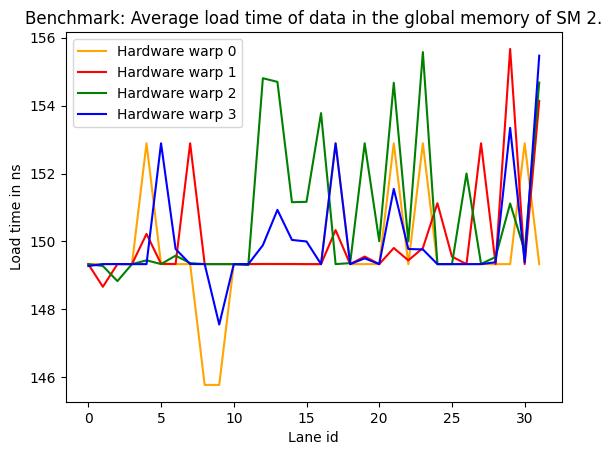 Benchmark: Average load time of data in the global memory of SM 2.
Hardware warp 0
Hardware warp 1
Hardware warp 2
Hardware warp 3
Load time in ns
156
154
152
150
148
146
0 5 10 15 20 25 30
Lane id